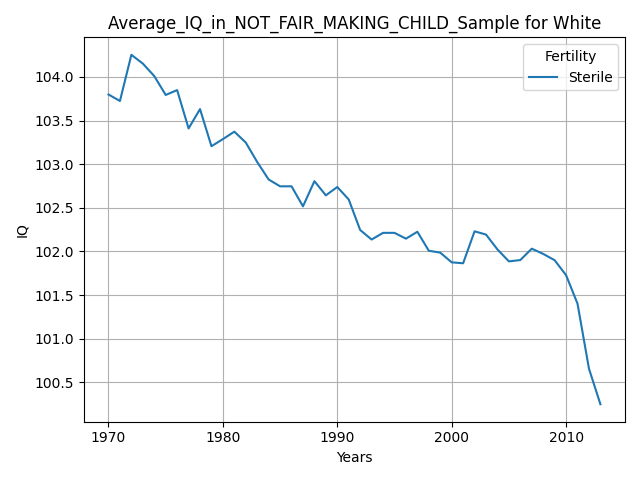 Average_IQ_in_NOT_FAIR_MAKING_CHILD_Sample for White
Fertility
Sterile
104.0
103.5
103.0
102.5
102.0
101.5
101.0
100.5
IQ
1970 1980 1990 2000 2010
Years